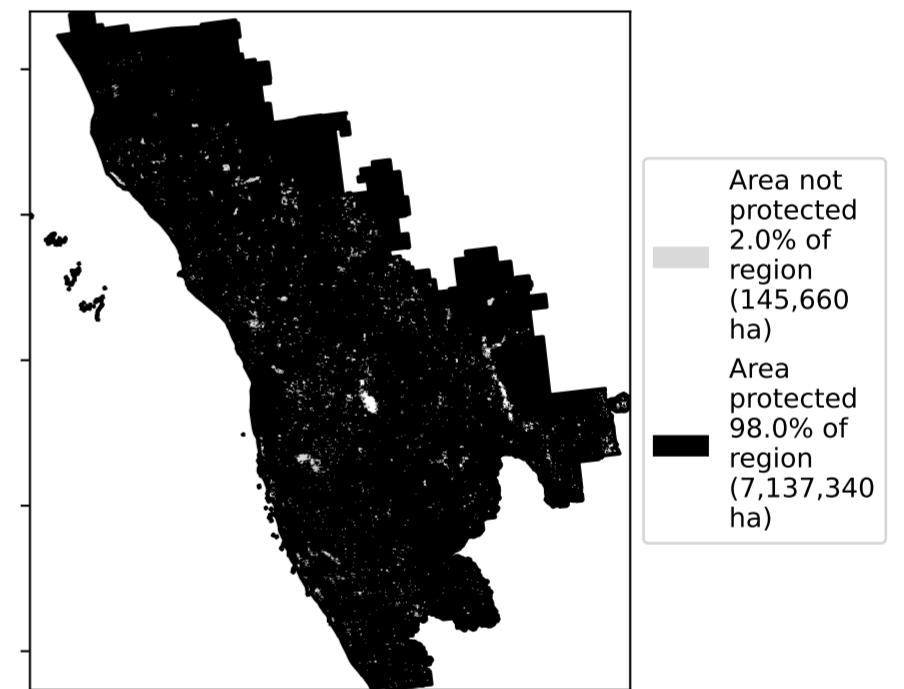 Area not
protected
2.0% of
region
(145,660
ha)
Area
protected
98.0% of
region
(7,137,340
ha)